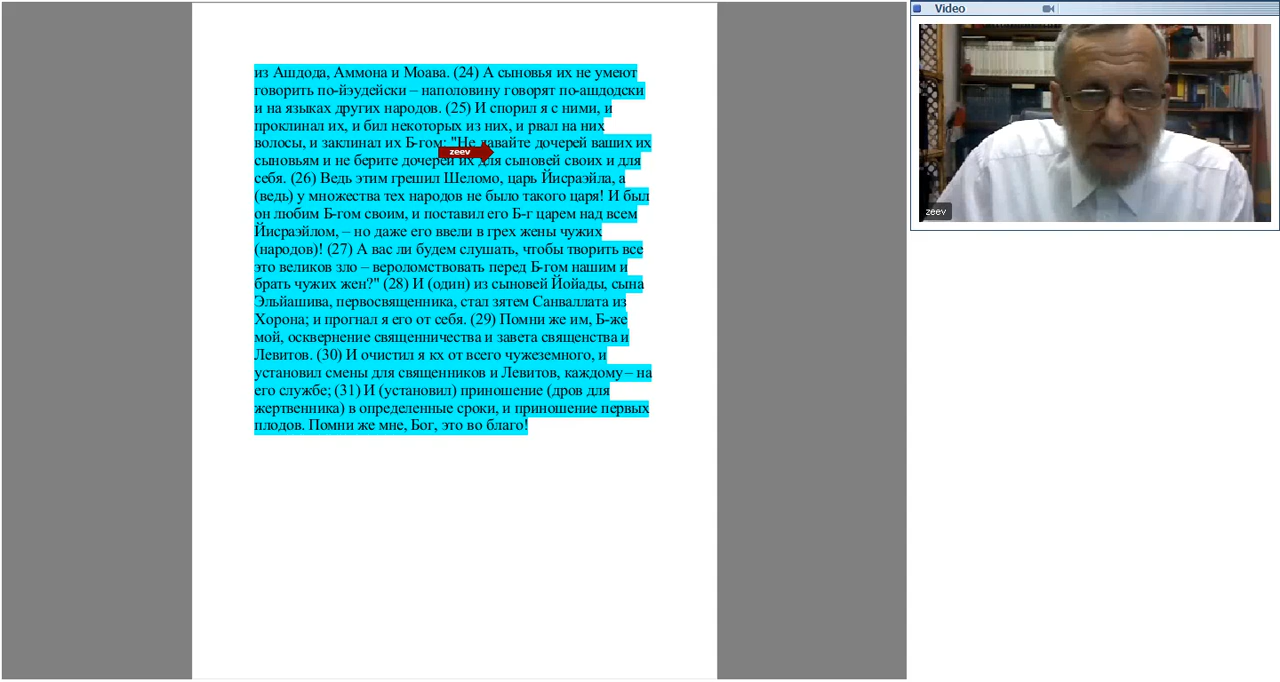 из Ашдода, Аммона и Моава. (24) А сыновья их не умеют
говорить по-йэудейски – наполовину говорят по-ашдодски
и на языках других народов. (25) И спорил я с ними, и
проклинал их, и бил некоторых из них, и рвал на них
волосы, и заклинал их Б-гом: "Не давайте дочерей ваших их
сыновьям и не берите дочерей их для сыновей своих и для
себя. (26) Ведь этим грешил Шеломо, царь Йисраэйла, а
(ведь) у множества тех народов не было такого царя! И был
он любим Б-гом своим, и поставил его Б-г царем над всем
Йисраэйлом, – но даже его ввели в грех жены чужих
(народов)! (27) А вас ли будем слушать, чтобы творить все
это великов зло – вероломствовать перед Б-гом нашим и
брать чужих жен?" (28) И (один) из сыновей Йойады, сына
Эльйашива, первосвященника, стал зятем Санваллата из
Хорона; и прогнал я его от себя. (29) Помни же им, Б-же
мой, осквернение священничества и завета священства и
Левитов. (30) И очистил я кх от всего чужеземного, и
установил смены для священников и Левитов, каждому – на
его службе; (31) И (установил) приношение (дров для
жертвенника) в определенные сроки, и приношение первых
плодов. Помни же мне, Бог, это во благо!
zeev
Video
zeev